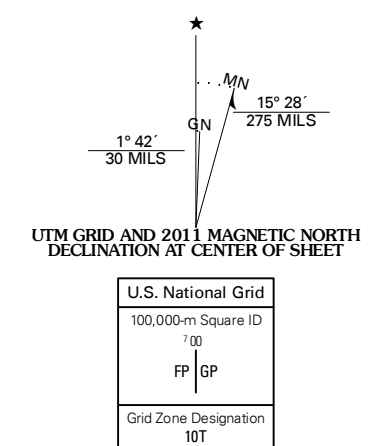 ★
MN
GN
15° 28´
275 MILS
1° 42´
30 MILS
UTM GRID AND 2011 MAGNETIC NORTH
DECLINATION AT CENTER OF SHEET
U.S. National Grid
100,000-m Square ID
7 00
FP GP
Grid Zone Designation
10T